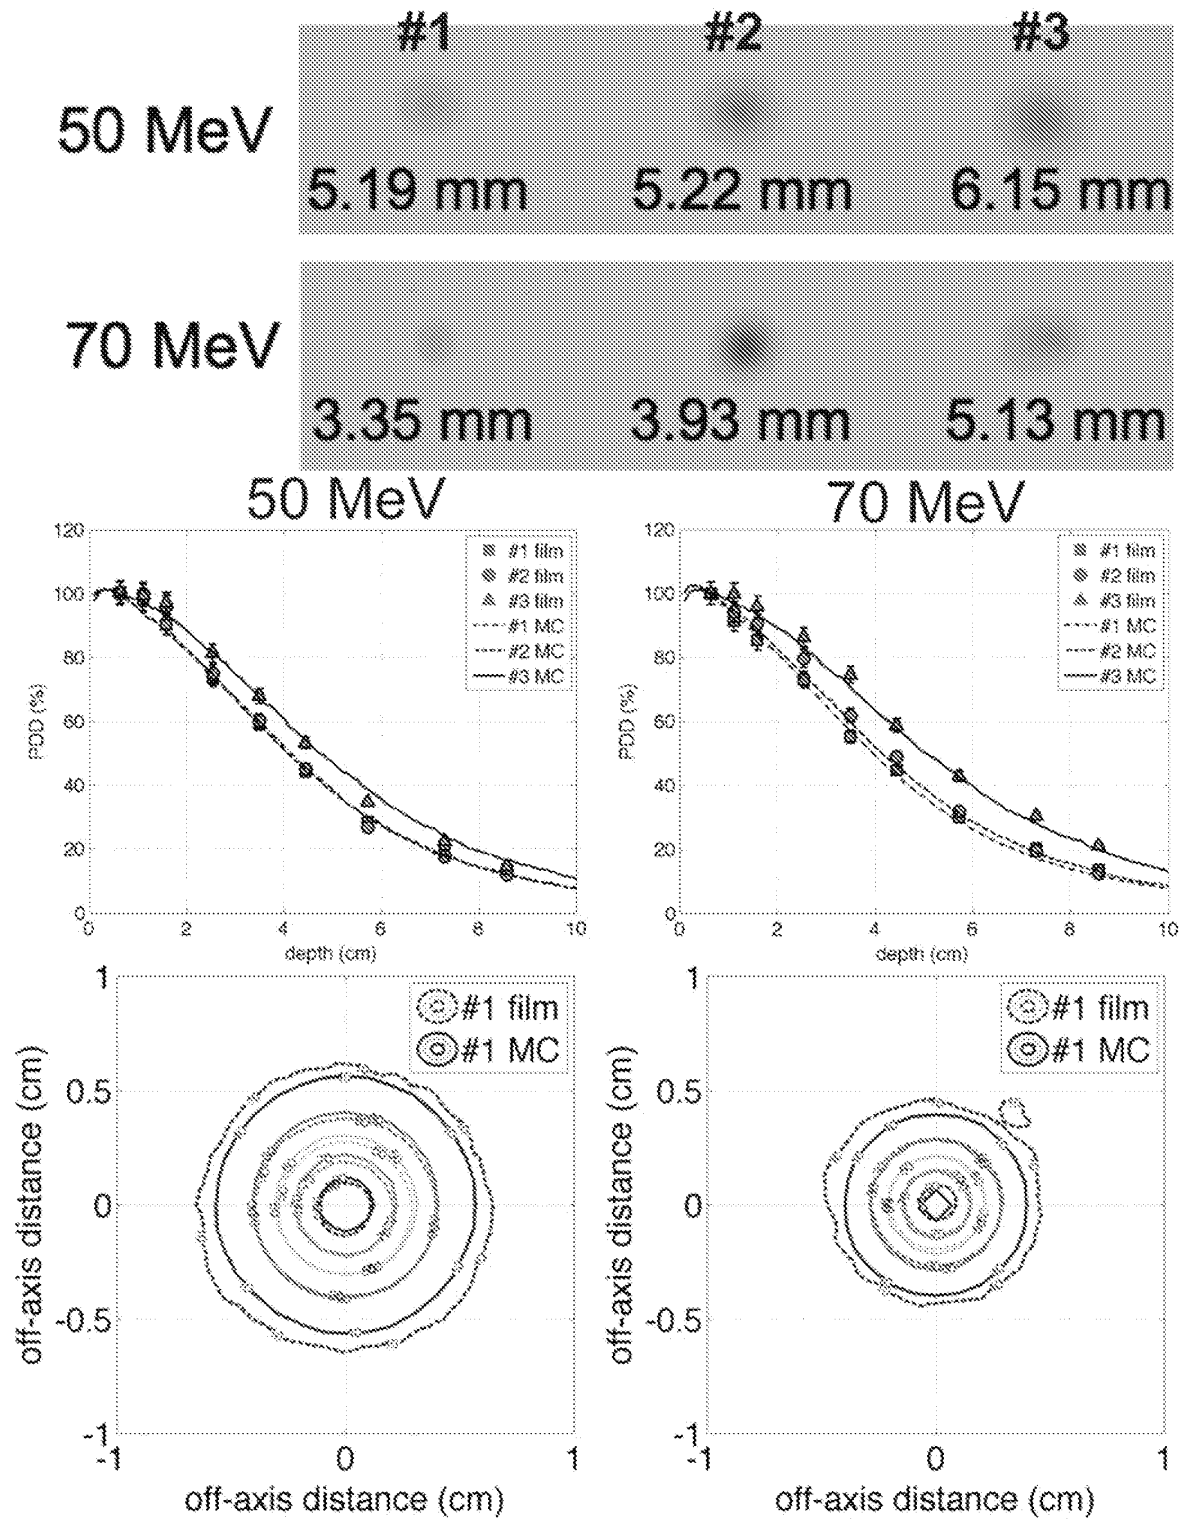 #1 #2 #3
50 MeV
5.19 mm 5.22 mm 6.15 mm
70 MeV
3.35 mm 3.93 mm 5.13 mm
50 MeV
120
100
80
60
40
20
0
0 2 4 6 8 10
PDD (%)
depth (cm)
#1 film
#2 film
#3 film
#1 MC
#2 MC
#3 MC
70 MeV
120
100
80
60
40
20
0
0 2 4 6 8 10
PDD (%)
depth (cm)
#1 film
#2 film
#3 film
#1 MC
#2 MC
#3 MC
1
0.5
0
-0.5
-1
-1 0 1
off-axis distance (cm)
off-axis distance (cm)
#1 film
#1 MC
1
0.5
0
-0.5
-1
-1 0 1
off-axis distance (cm)
off-axis distance (cm)
#1 film
#1 MC